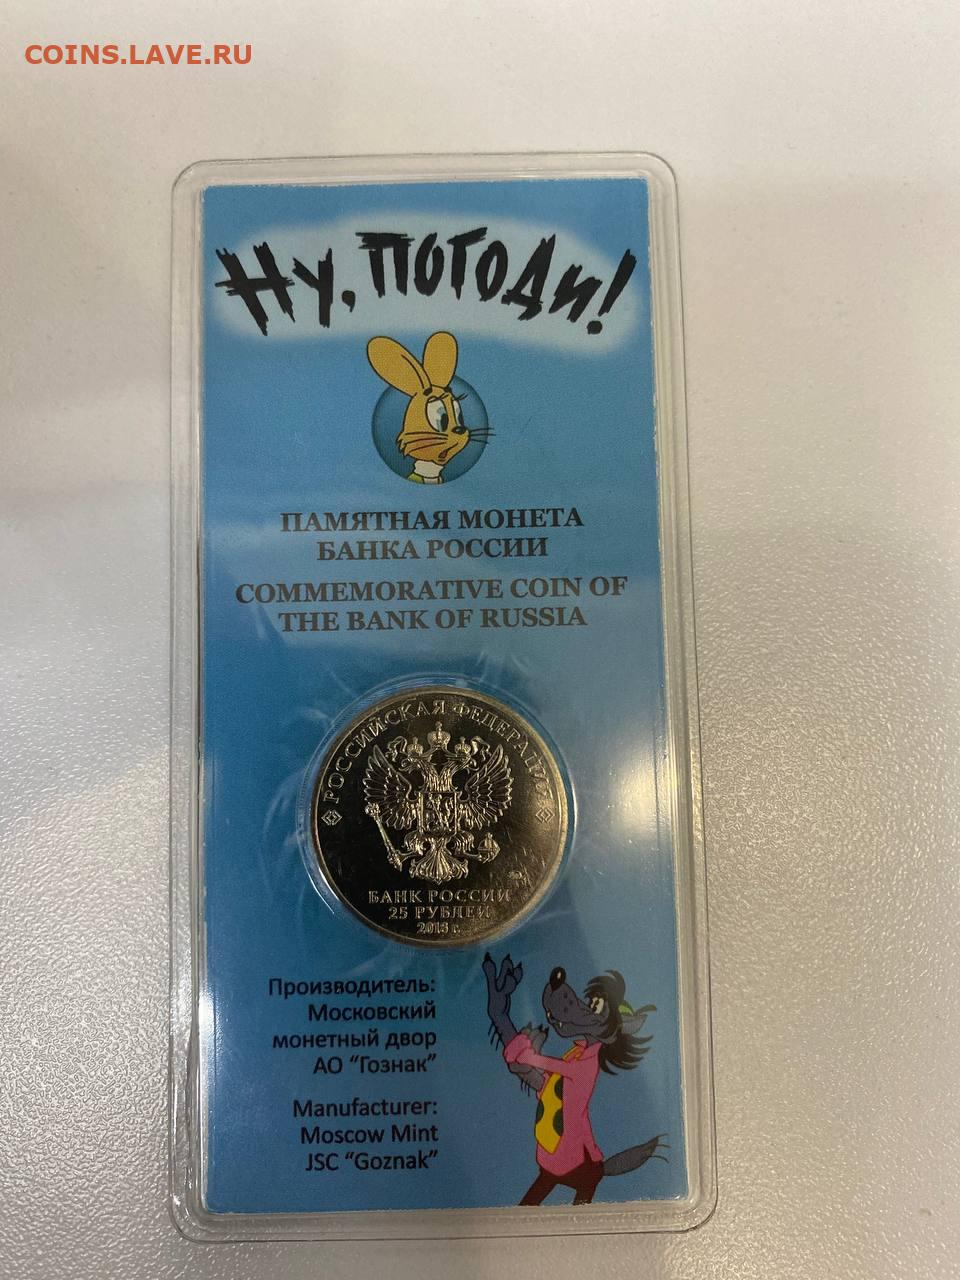 COINS.LAVE.RU
Ну, погоди!
ПАМЯТНАЯ МОНЕТА
БАНКА РОССИИ
COMMEMORATIVE COIN OF
THE BANK OF RUSSIA
РОССИЙСКАЯ ФЕДЕРАЦИЯ
БАНК РОССИИ
25 РУБЛЕЙ
2018 г.
Производитель:
Московский
монетный двор
АО "Гознак"
Manufacturer:
Moscow Mint
JSC "Goznak"